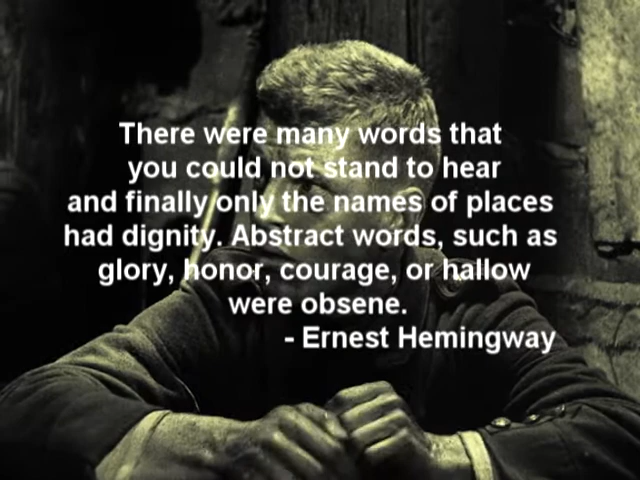 There were many words that
you could not stand to hear
and finally only the names of places
had dignity. Abstract words, such as
glory, honor, courage, or hallow
were obsene.
- Ernest Hemingway